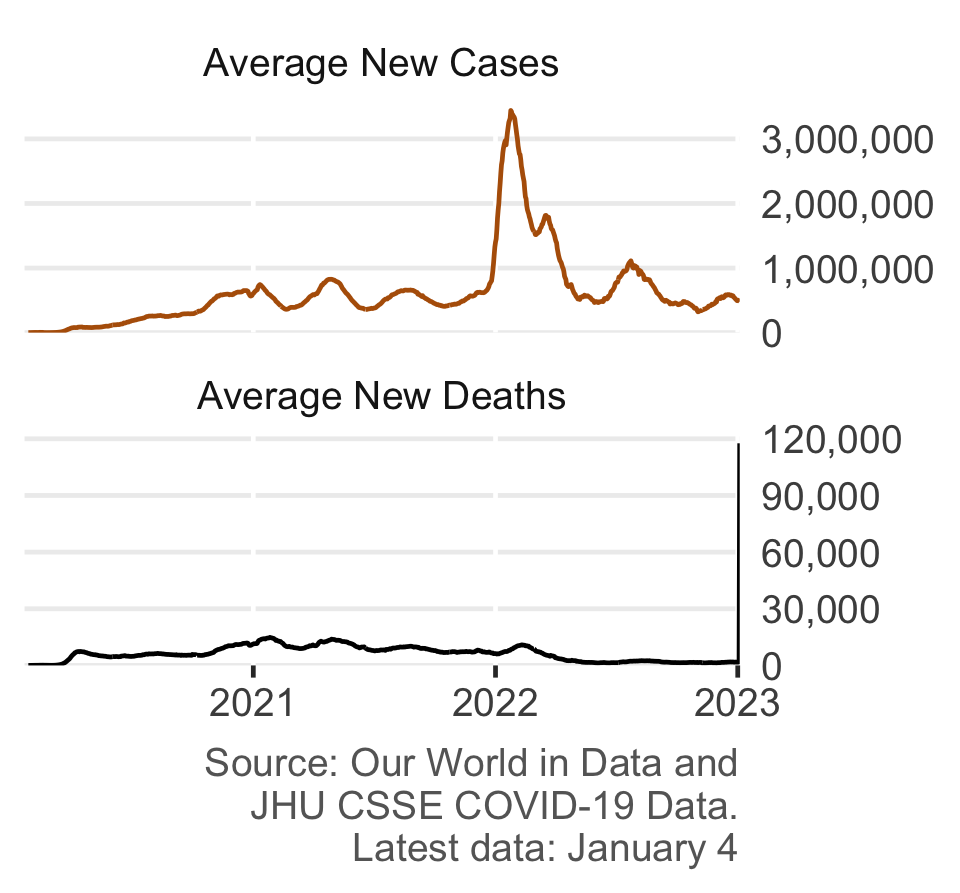 Average New Cases
3,000,000
2,000,000
1,000,000
0
Average New Deaths
120,000
90,000
60,000
30,000
0
2021 2022 2023
Source: Our World in Data and
JHU CSSE COVID-19 Data.
Latest data: January 4